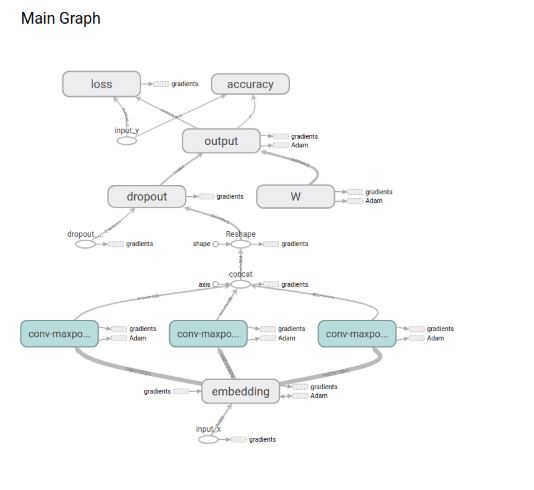 Main Graph
loss
gradients
accuracy
input_y
output
gradients
Adam
dropout
gradients
W
gradients
Adam
dropout_...
gradients
Reshape
shape
gradients
concat
axis
gradients
conv-maxpo...
gradients
Adam
conv-maxpo...
gradients
Adam
conv-maxpo...
gradients
Adam
gradients
embedding
gradients
Adam
input_x
gradients